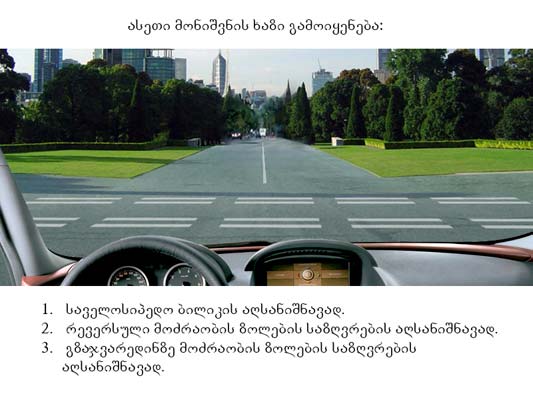 ასეთი მონიშვნის ხაზი გამოიყენება:
1. საველოსიპედო ბილიკის აღსანიშნავად.
2. რევერსული მოძრაობის ზოლების საზღვრების აღსანიშნავად.
3. გზაჯვარედინზე მოძრაობის ზოლების საზღვრების
აღსანიშნავად.